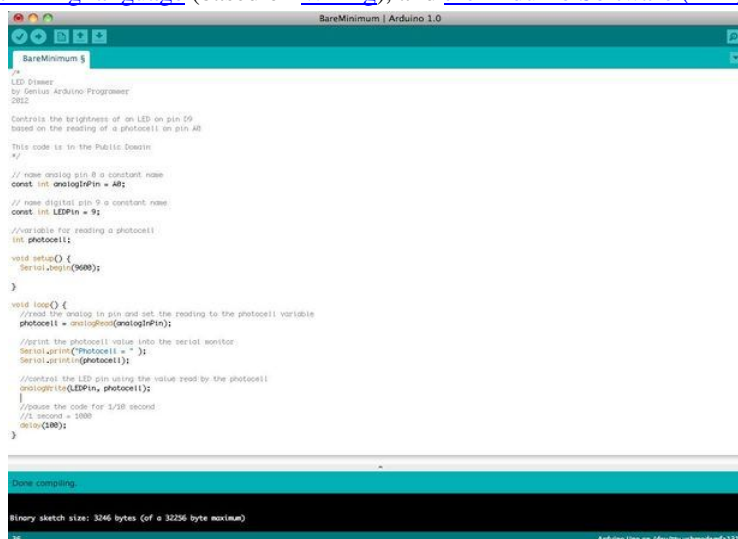 BareMinimum | Arduino 1.0
BareMinimum §
/*
LED Dimmer
by Genius Arduino Programmer
2012
Controls the brightness of an LED on pin D9
based on the reading of a photocell on pin A0
This code is in the Public Domain
*/
// name analog pin 0 a constant name
const int analogInPin = A0;
// name digital pin 9 a constant name
const int LEDPin = 9;
//variable for reading a photocell
int photocell;
void setup() {
Serial.begin(9600);
}
void loop() {
//read the analog in pin and set the reading to the photocell variable
photocell = analogRead(analogInPin);
//print the photocell value into the serial monitor
Serial.print("Photocell = " );
Serial.println(photocell);
//control the LED pin using the value read by the photocell
analogWrite(LEDPin, photocell);
//pause the code for 1/10 second
//1 second = 1000
delay(100);
}
Done compiling.
Binary sketch size: 3246 bytes (of a 32256 byte maximum)
36
Arduino Uno on